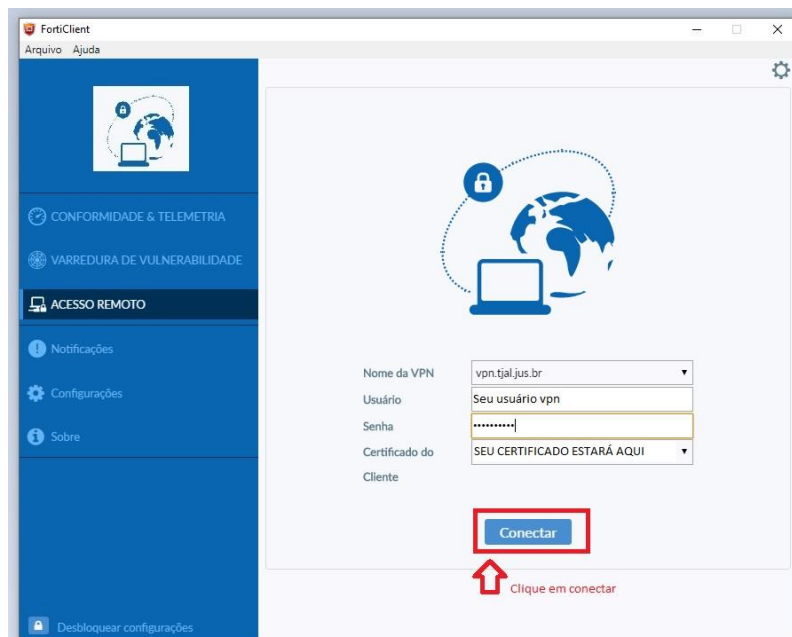 FortiClient
Arquivo Ajuda
CONFORMIDADE & TELEMETRIA
VARREDURA DE VULNERABILIDADE
ACESSO REMOTO
Notificações
Configurações
Sobre
Desbloquear configurações
Nome da VPN
vpn.tjal.jus.br
Usuário
Seu usuário vpn
Senha
••••••••••
Certificado do
Cliente
SEU CERTIFICADO ESTARÁ AQUI
Conectar
Clique em conectar